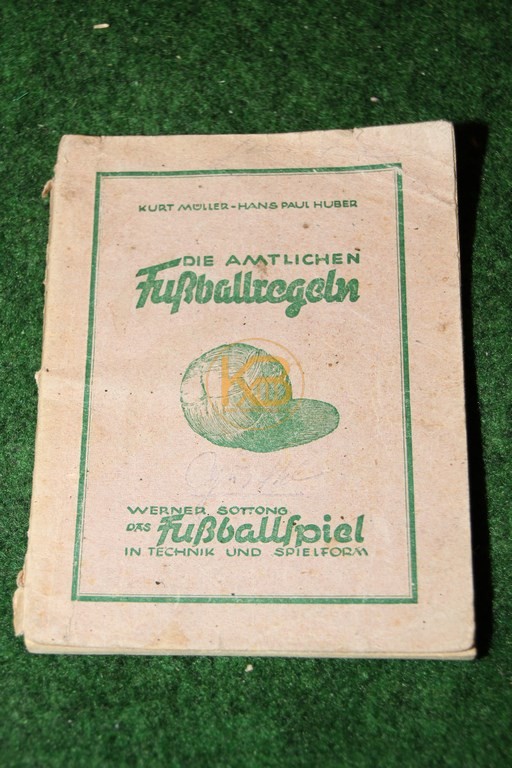 KURT MÜLLER-HANS PAUL HUBER
DIE AMTLICHEN
Fußballregeln
WERNER SOTTONG
DAS Fußballſpiel
IN TECHNIK UND SPIELFORM